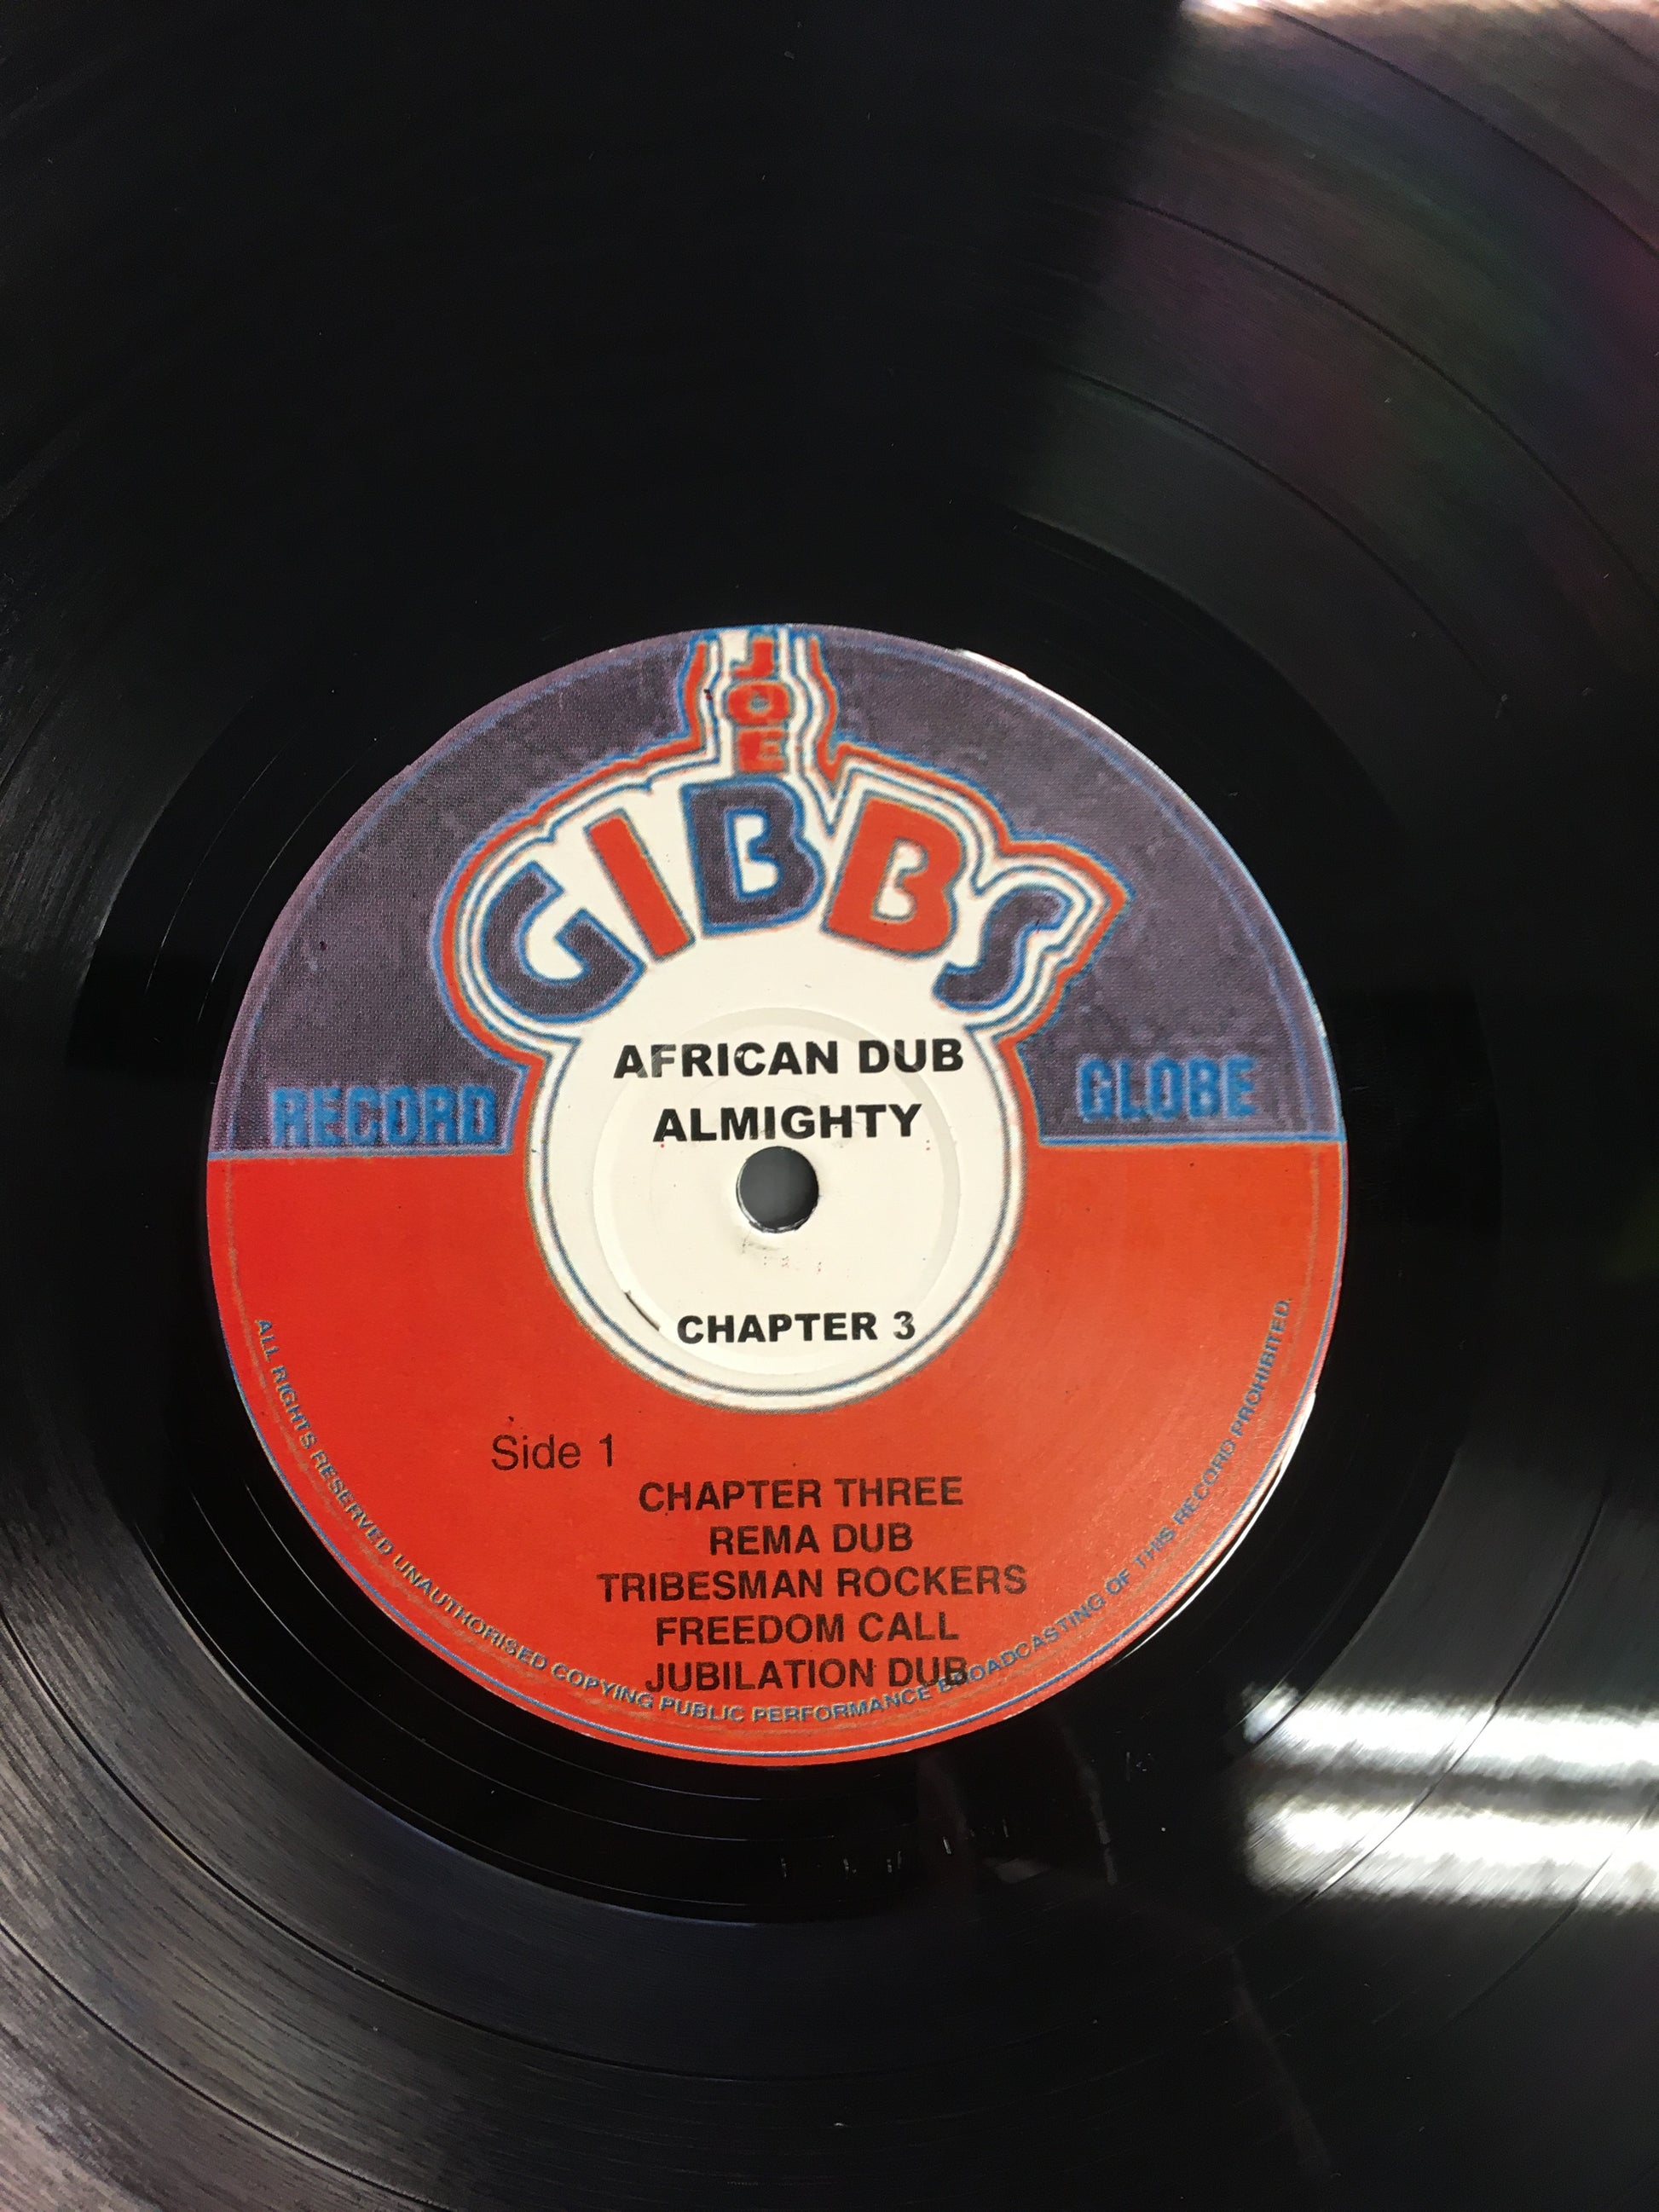 JOE
GIBBS
RECORD GLOBE
AFRICAN DUB
ALMIGHTY
CHAPTER 3
Side 1
CHAPTER THREE
REMA DUB
TRIBESMAN ROCKERS
FREEDOM CALL
JUBILATION DUB
ALL RIGHTS RESERVED UNAUTHORISED COPYING PUBLIC PERFORMANCE BROADCASTING OF THIS RECORD PROHIBITED.